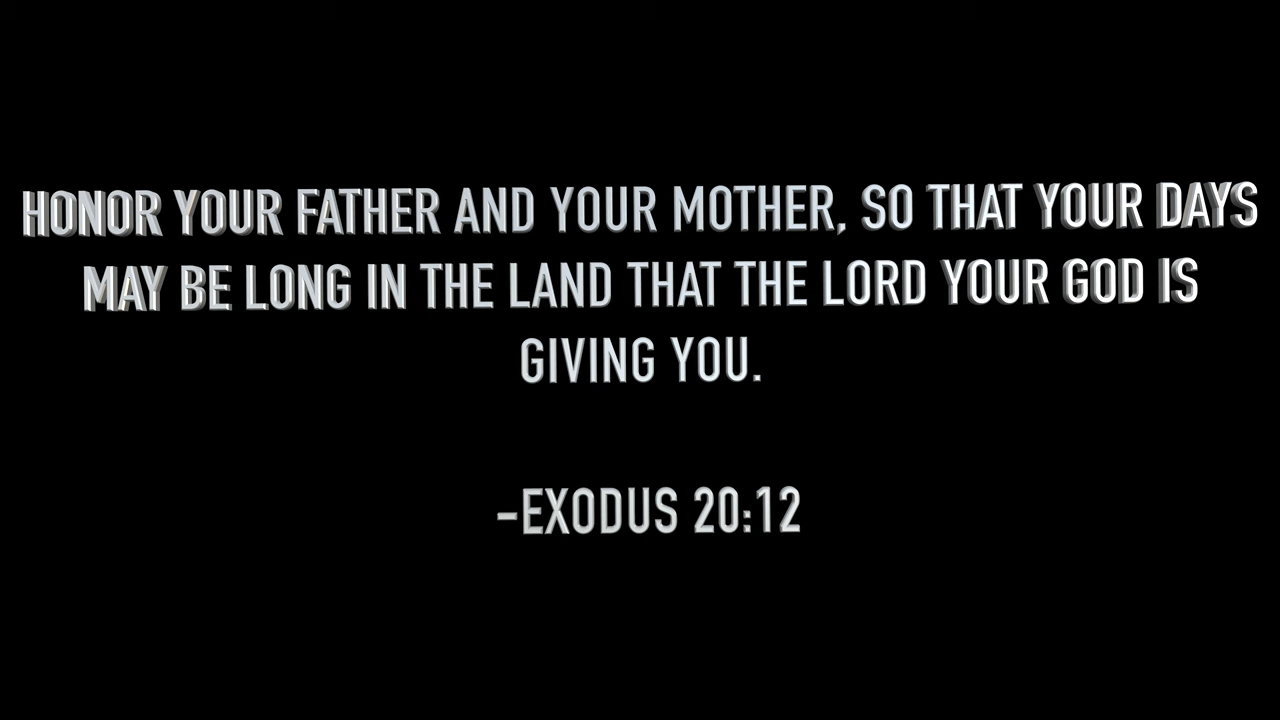 HONOR YOUR FATHER AND YOUR MOTHER, SO THAT YOUR DAYS
MAY BE LONG IN THE LAND THAT THE LORD YOUR GOD IS
GIVING YOU.
-EXODUS 20:12